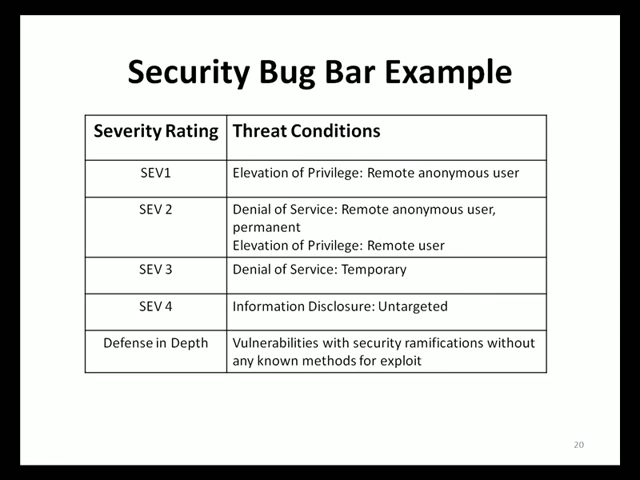 Security Bug Bar Example
Severity Rating Threat Conditions
SEV1 Elevation of Privilege: Remote anonymous user
SEV 2 Denial of Service: Remote anonymous user,
permanent
Elevation of Privilege: Remote user
SEV 3 Denial of Service: Temporary
SEV 4 Information Disclosure: Untargeted
Defense in Depth Vulnerabilities with security ramifications without
any known methods for exploit
20